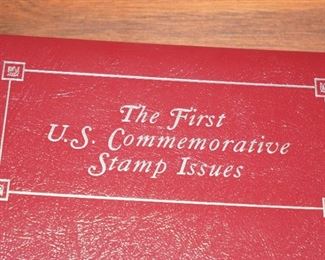 The First
U.S. Commemorative
Stamp Issues